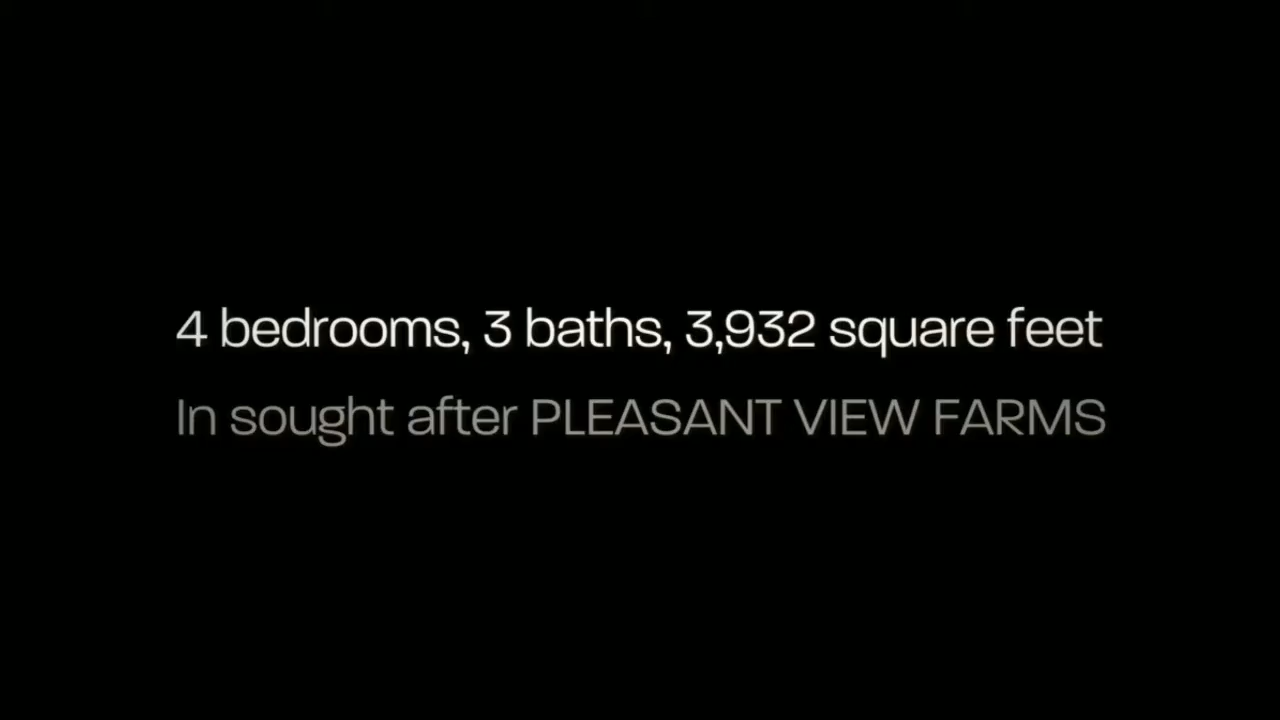 4 bedrooms, 3 baths, 3,932 square feet
In sought after PLEASANT VIEW FARMS